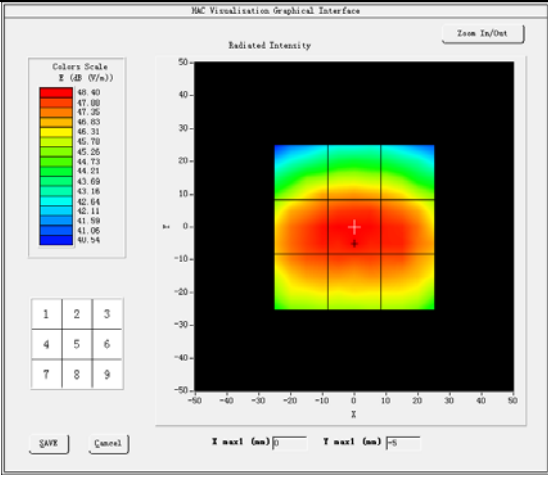 HAC Visualisation Graphical Interface
Zoom In/Out
Radiated Intensity
Colors Scale
E (dB (V/m))
48.40
47.88
47.35
46.83
46.31
45.78
45.26
44.73
44.21
43.69
43.16
42.64
42.11
41.59
41.06
40.54
50
40
30
20
10
Y 0
-10
-20
-30
-40
-50
-50 -40 -30 -20 -10 0 10 20 30 40 50
X
1 2 3
4 5 6
7 8 9
SAVE Cancel
X max1 (mm) 0 Y max1 (mm) -5